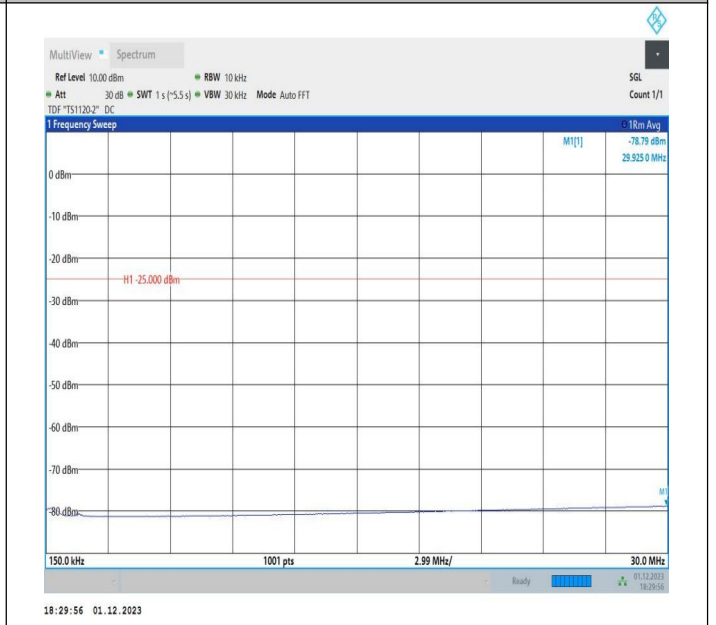 MultiView Spectrum
Ref Level 10.00 dBm RBW 10 kHz SGL
Att 30 dB SWT 1 s (~5.5 s) VBW 30 kHz Mode Auto FFT Count 1/1
TDF "TS1120-2" DC
1 Frequency Sweep 1Rm Avg
M1[1] -78.79 dBm
29.925 0 MHz
0 dBm
-10 dBm
-20 dBm
H1 -25.000 dBm
-30 dBm
-40 dBm
-50 dBm
-60 dBm
-70 dBm
M1
-80 dBm
150.0 kHz 1001 pts 2.99 MHz/ 30.0 MHz
Ready 01.12.2023
18:29:56
18:29:56 01.12.2023